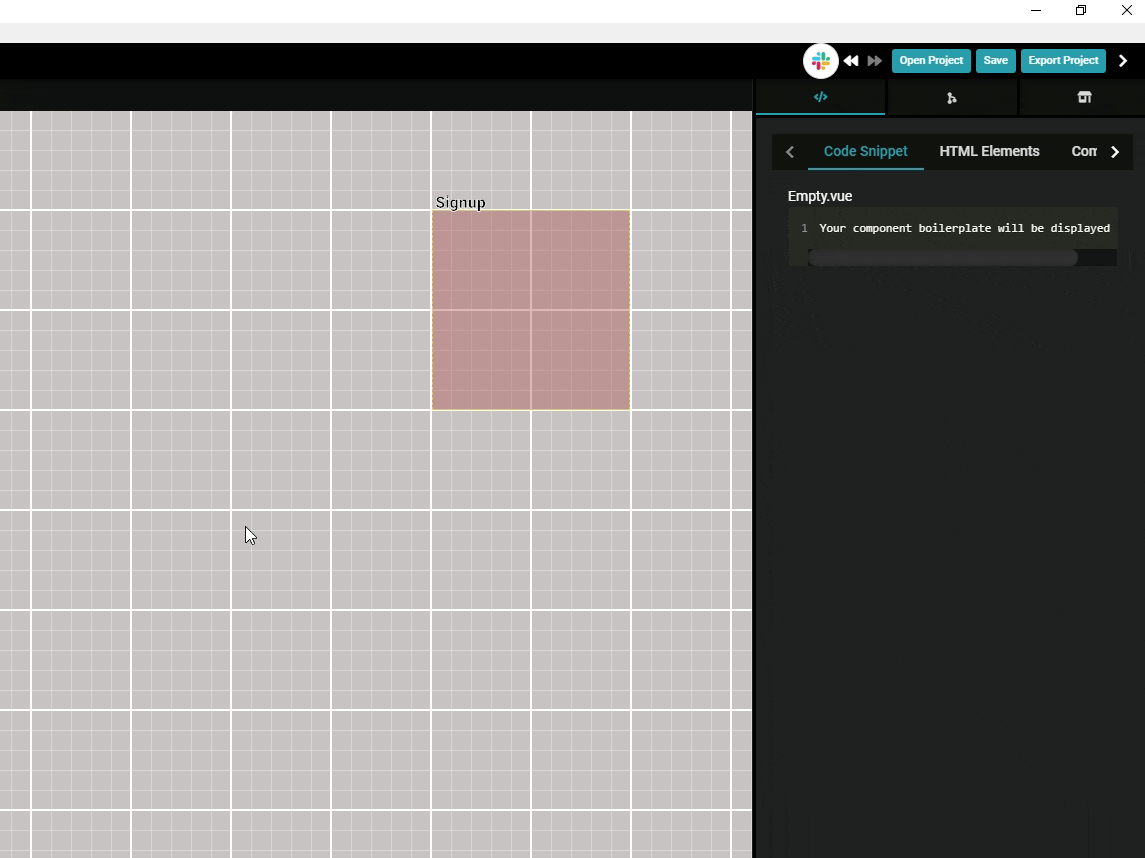 Open Project Save Export Project
Code Snippet HTML Elements
Signup
Empty.vue
1 Your component boilerplate will be displayed